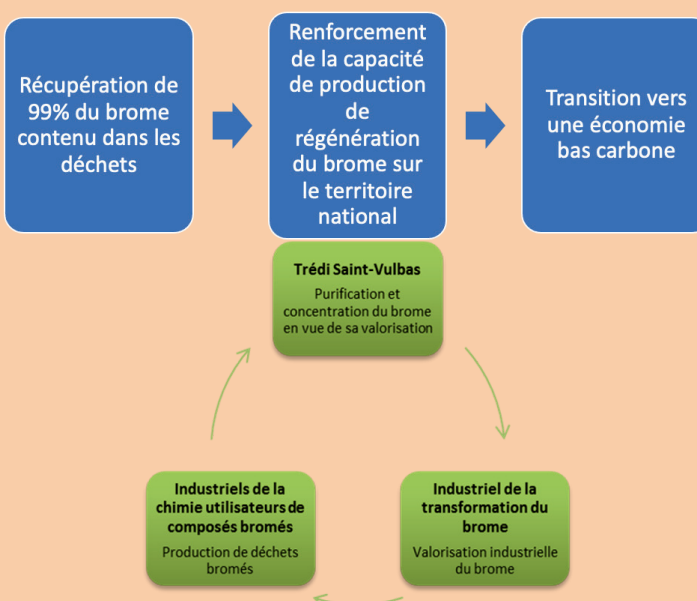 Récupération de
99% du brome
contenu dans les
déchets
Renforcement
de la capacité
de production
de
régénération
du brome sur
le territoire
national
Transition vers
une économie
bas carbone
Trédi Saint-Vulbas
Purification et
concentration du brome
en vue de sa valorisation
Industriels de la
chimie utilisateurs de
composés bromés
Production de déchets
bromés
Industriel de la
transformation du
brome
Valorisation industrielle
du brome